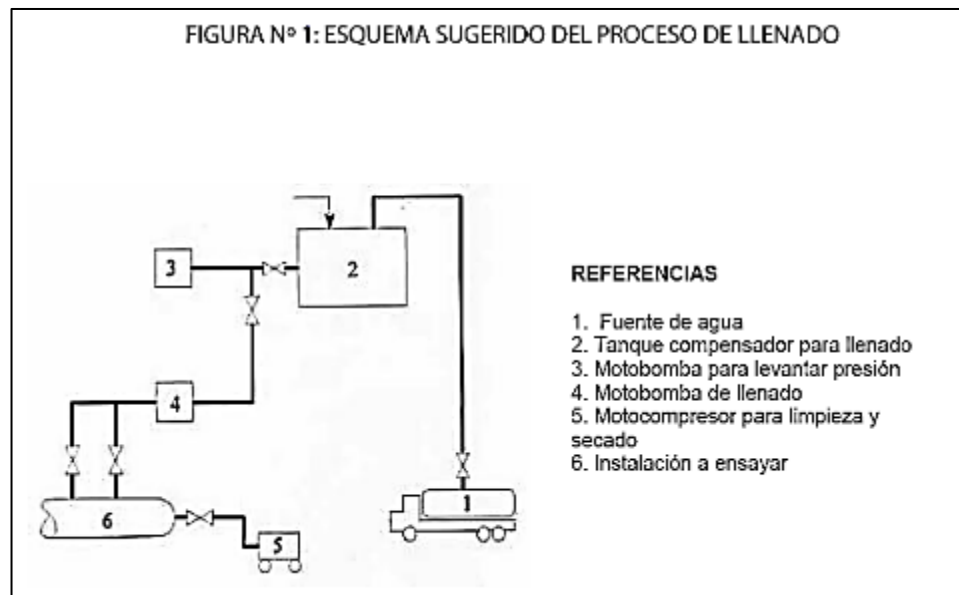 FIGURA Nº 1: ESQUEMA SUGERIDO DEL PROCESO DE LLENADO
3
2
4
1
6
5
REFERENCIAS
1. Fuente de agua
2. Tanque compensador para llenado
3. Motobomba para levantar presión
4. Motobomba de llenado
5. Motocompresor para limpieza y
secado
6. Instalación a ensayar